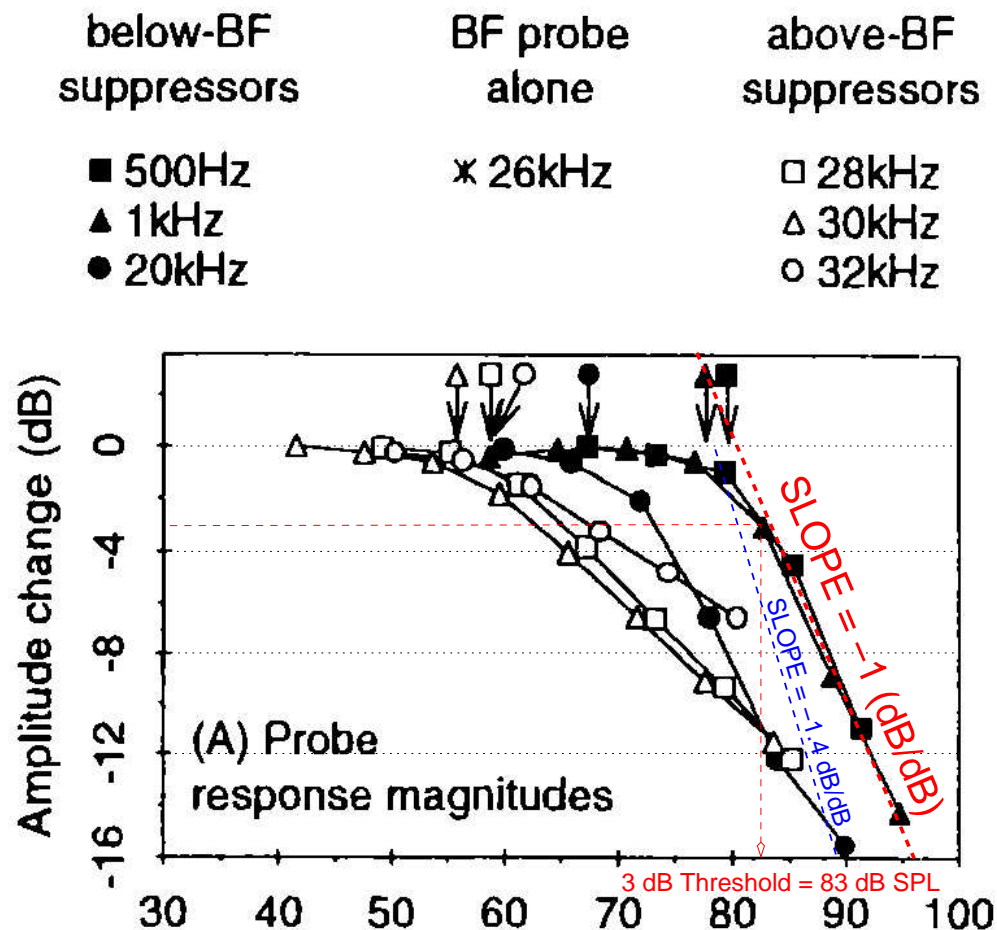 below-BF suppressors
BF probe alone
above-BF suppressors
■ 500Hz
▲ 1kHz
● 20kHz
✳ 26kHz
□ 28kHz
△ 30kHz
○ 32kHz
Amplitude change (dB)
0
-4
-8
-12
-16
SLOPE = −1 (dB/dB)
SLOPE = −1.4 dB/dB
(A) Probe
response magnitudes
3 dB Threshold = 83 dB SPL
30 40 50 60 70 80 90 100